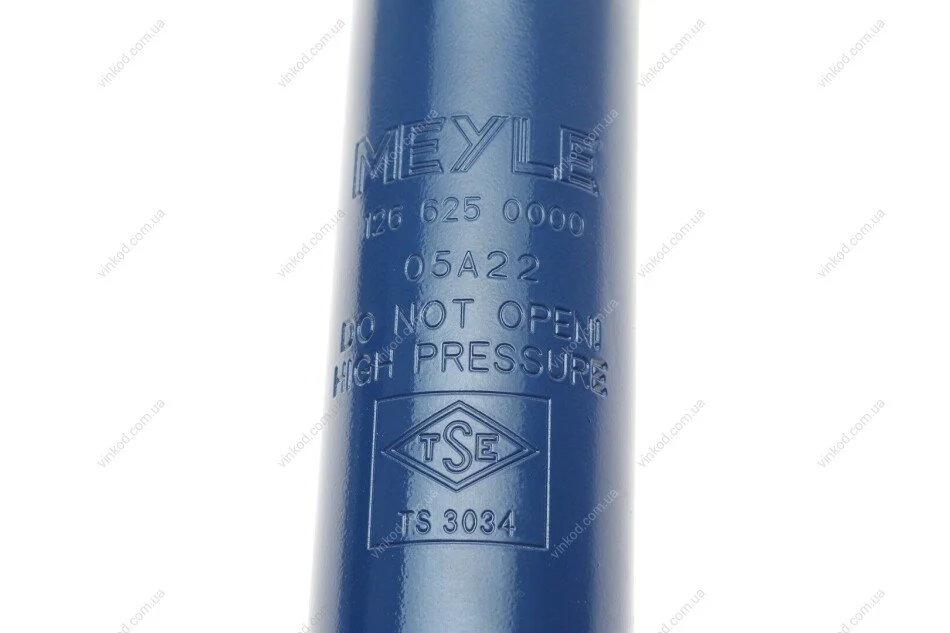 MEYLE
126 625 0000
05A22
DO NOT OPEN!
HIGH PRESSURE
TSE
TS 3034
vinkod.com.ua